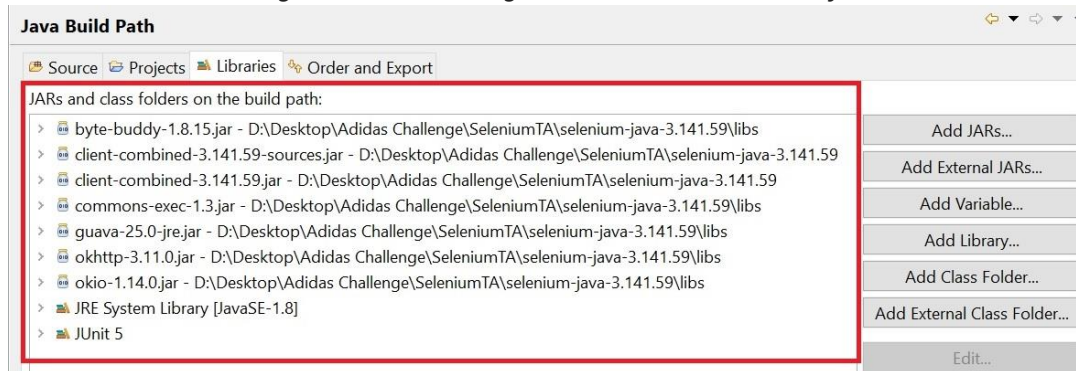 Java Build Path
Source Projects Libraries Order and Export
JARs and class folders on the build path:
byte-buddy-1.8.15.jar - D:\Desktop\Adidas Challenge\SeleniumTA\selenium-java-3.141.59\libs
client-combined-3.141.59-sources.jar - D:\Desktop\Adidas Challenge\SeleniumTA\selenium-java-3.141.59
client-combined-3.141.59.jar - D:\Desktop\Adidas Challenge\SeleniumTA\selenium-java-3.141.59
commons-exec-1.3.jar - D:\Desktop\Adidas Challenge\SeleniumTA\selenium-java-3.141.59\libs
guava-25.0-jre.jar - D:\Desktop\Adidas Challenge\SeleniumTA\selenium-java-3.141.59\libs
okhttp-3.11.0.jar - D:\Desktop\Adidas Challenge\SeleniumTA\selenium-java-3.141.59\libs
okio-1.14.0.jar - D:\Desktop\Adidas Challenge\SeleniumTA\selenium-java-3.141.59\libs
JRE System Library [JavaSE-1.8]
JUnit 5
Add JARs...
Add External JARs...
Add Variable...
Add Library...
Add Class Folder...
Add External Class Folder...
Edit...